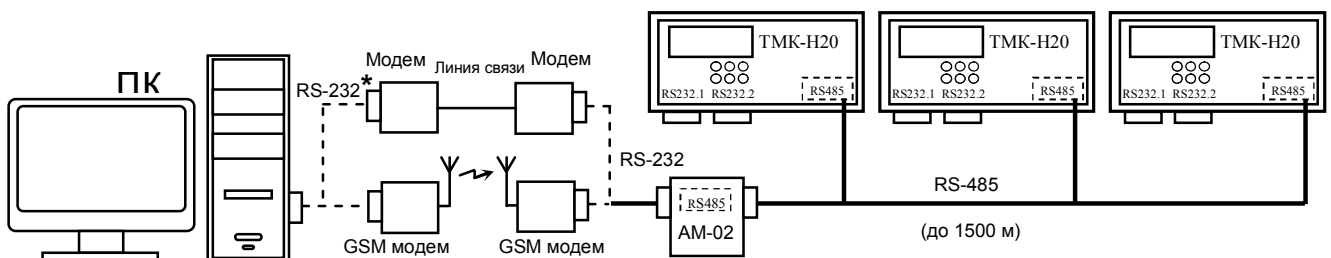 ПК
RS-232*
Модем
Линия связи
Модем
GSM модем
GSM модем
RS-232
RS485
АМ-02
ТМК-Н20
RS232.1 RS232.2
RS485
ТМК-Н20
RS232.1 RS232.2
RS485
ТМК-Н20
RS232.1 RS232.2
RS485
RS-485
(до 1500 м)